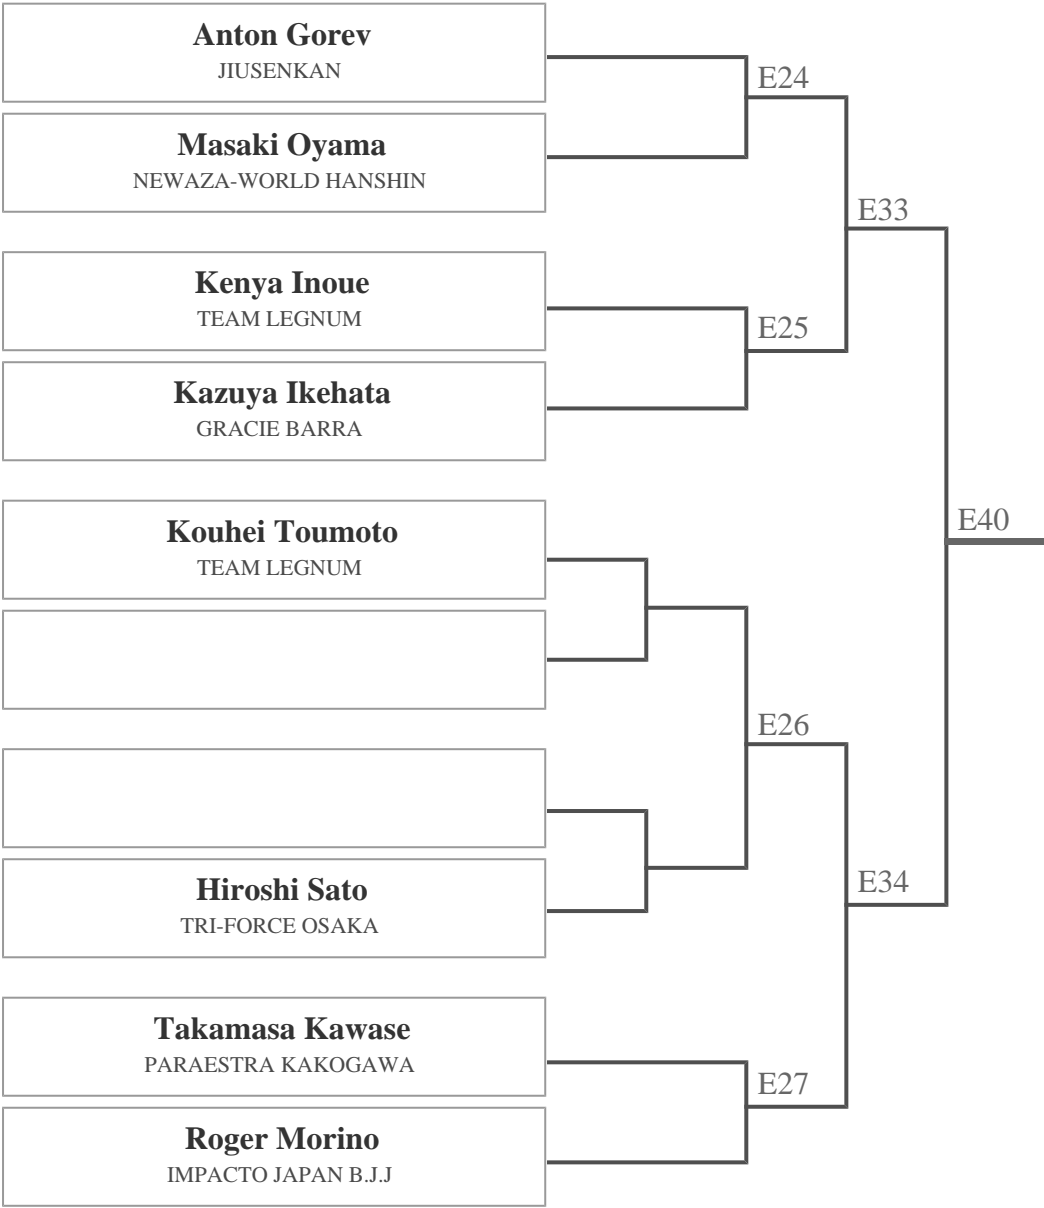 Anton Gorev
JIUSENKAN
E24
Masaki Oyama
NEWAZA-WORLD HANSHIN
E33
Kenya Inoue
TEAM LEGNUM
E25
Kazuya Ikehata
GRACIE BARRA
E40
Kouhei Toumoto
TEAM LEGNUM
E26
Hiroshi Sato
TRI-FORCE OSAKA
E34
Takamasa Kawase
PARAESTRA KAKOGAWA
E27
Roger Morino
IMPACTO JAPAN B.J.J